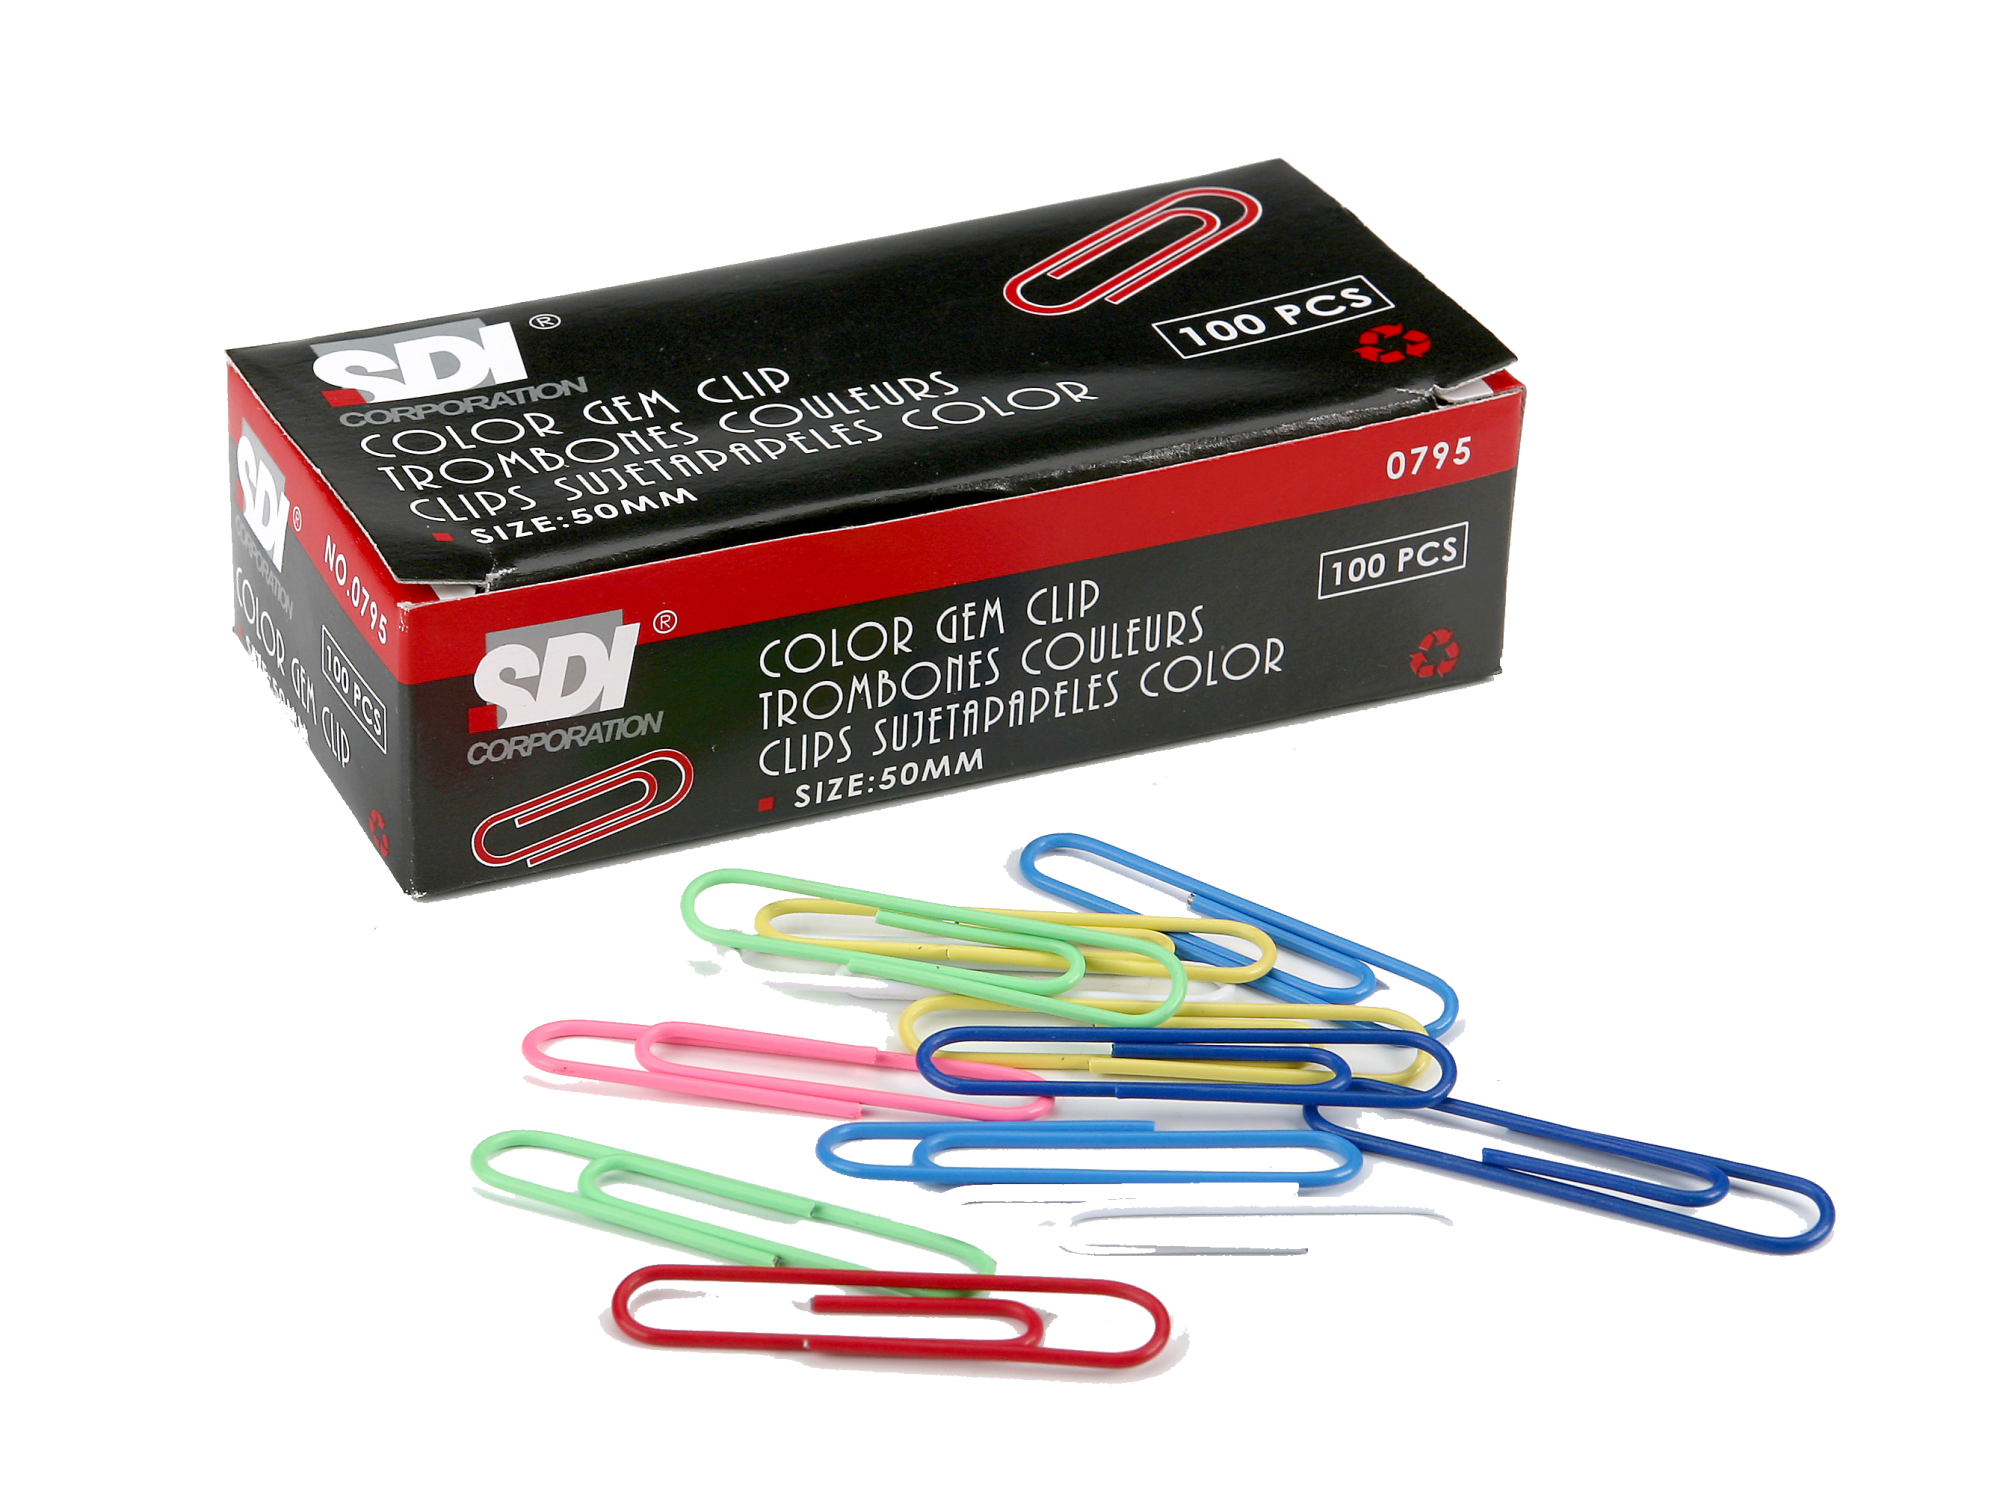 SDI ®
CORPORATION
COLOR GEM CLIP
TROMBONES COULEURS
CLIPS SUJETAPAPELES COLOR
SIZE:50MM
100 PCS
0795
SDI ®
CORPORATION
COLOR GEM CLIP
TROMBONES COULEURS
CLIPS SUJETAPAPELES COLOR
SIZE:50MM
100 PCS
SDI ®
CORPORATION
NO.0795
COLOR GEM CLIP
100 PCS